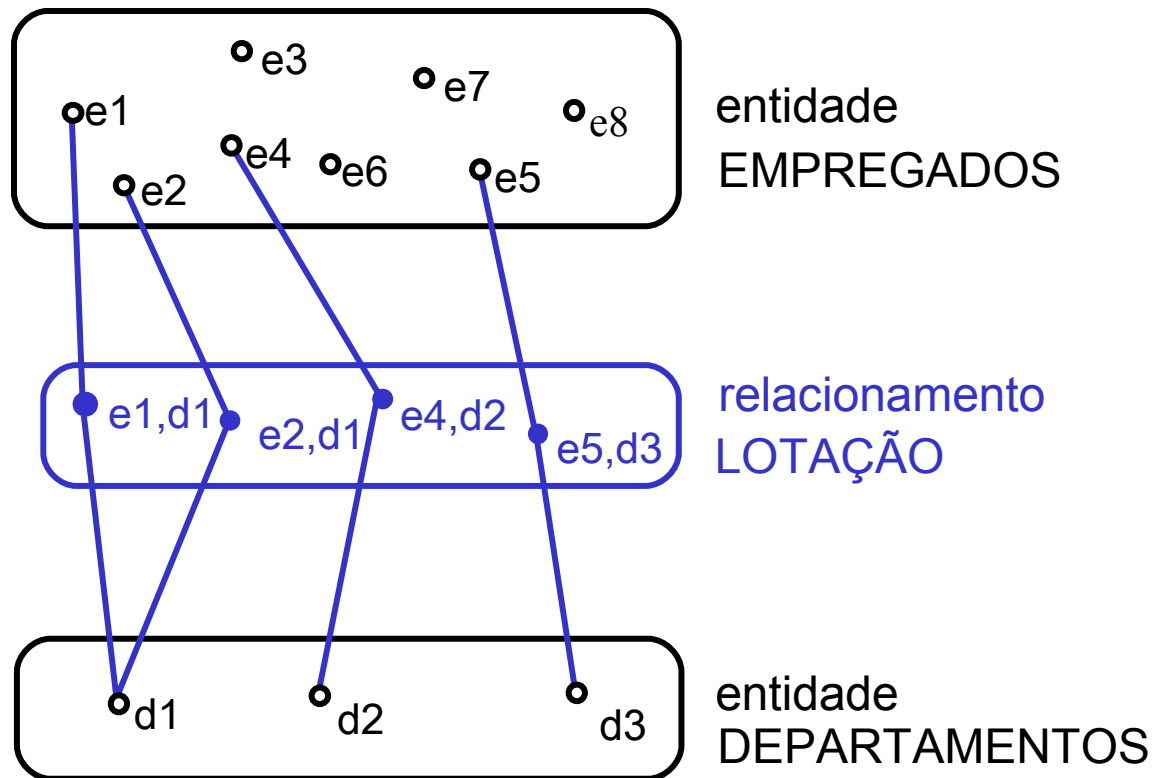 e3
e7
e1
e8
e4
e6
e5
e2
entidade
EMPREGADOS
e1,d1
e2,d1
e4,d2
e5,d3
relacionamento
LOTAÇÃO
d1
d2
d3
entidade
DEPARTAMENTOS